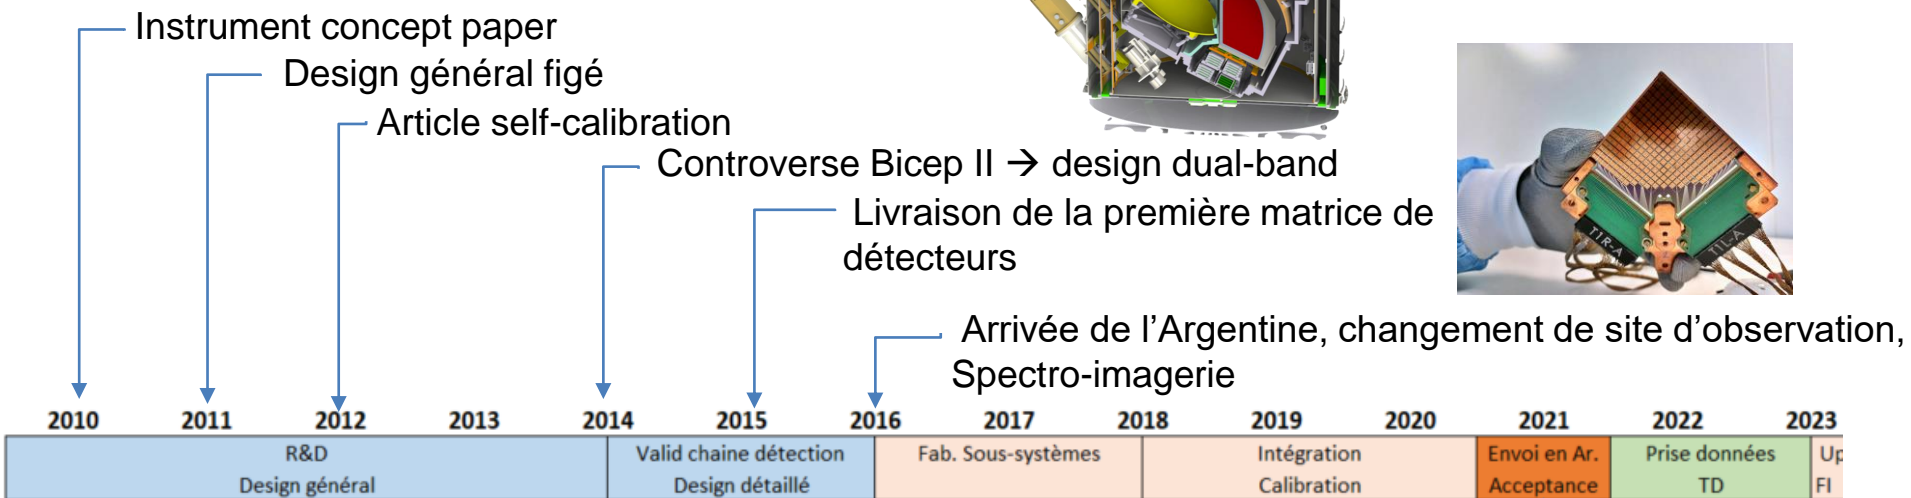 Instrument concept paper
Design général figé
Article self-calibration
Controverse Bicep II → design dual-band
Livraison de la première matrice de
détecteurs
T1R-A
T1L-A
Arrivée de l’Argentine, changement de site d’observation,
Spectro-imagerie
2010 2011 2012 2013 2014 2015 2016 2017 2018 2019 2020 2021 2022 2023
R&D Valid chaine détection Fab. Sous-systèmes Intégration Envoi en Ar. Prise données Up
Design général Design détaillé Calibration Acceptance TD FI